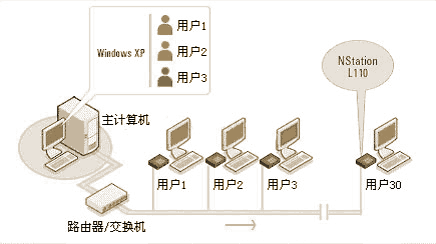 Windows XP
用户1
用户2
用户3
NStation
L110
主计算机
用户1
用户2
用户3
用户30
路由器/交换机